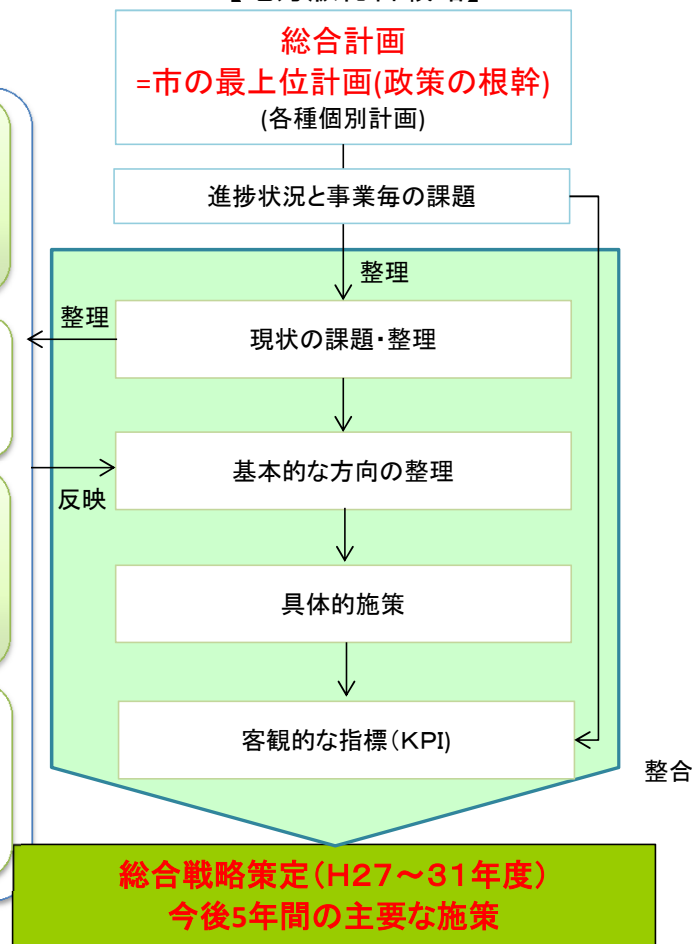 総合計画
=市の最上位計画(政策の根幹)
(各種個別計画)
進捗状況と事業毎の課題
整理
整理
現状の課題・整理
基本的な方向の整理
反映
具体的施策
客観的な指標(KPI)
整合
総合戦略策定(H27～31年度)
今後5年間の主要な施策